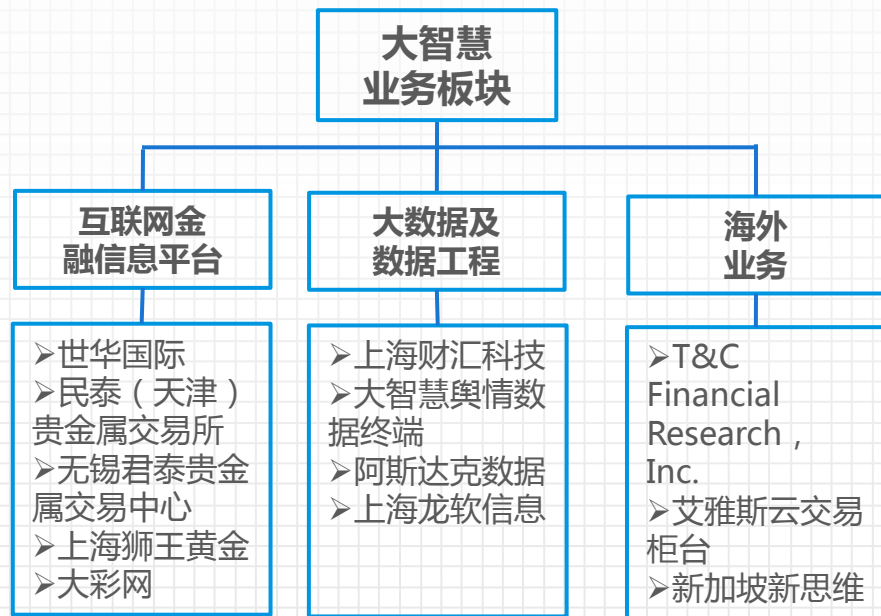 大智慧
业务板块
互联网金
融信息平台
大数据及
数据工程
海外
业务
➢世华国际
➢民泰（天津）
贵金属交易所
➢无锡君泰贵金
属交易中心
➢上海狮王黄金
➢大彩网
➢上海财汇科技
➢大智慧舆情数
据终端
➢阿斯达克数据
➢上海龙软信息
➢T&C
Financial
Research，
Inc.
➢艾雅斯云交易
柜台
➢新加坡新思维